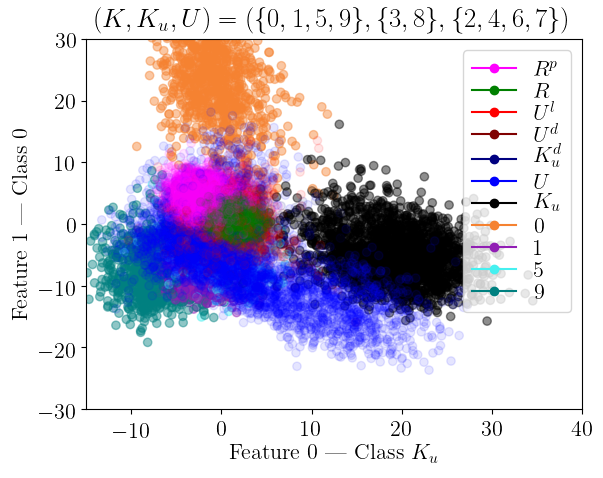 (K, K_u, U) = ({0, 1, 5, 9}, {3, 8}, {2, 4, 6, 7})
30
20
10
0
−10
−20
−30
Feature 1 — Class 0
R^p
R
U^l
U^d
K_u^d
U
K_u
0
1
5
9
−10
0
10
20
30
40
Feature 0 — Class K_u